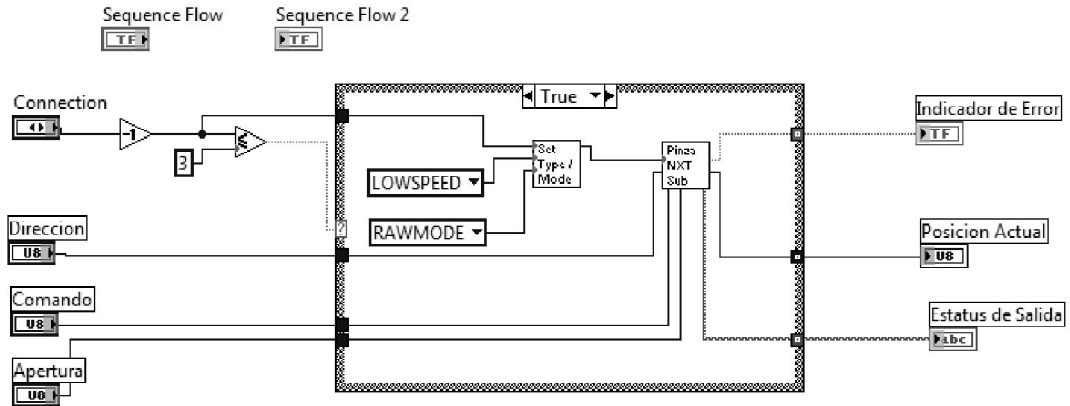 Sequence Flow
Sequence Flow 2
TF
TF
Connection
-1
≤
3
True
Set
Type /
Mode
LOWSPEED
RAWMODE
Pinza
NXT
Sub
?
Direccion
U8
Comando
U8
Apertura
U8
Indicador de Error
TF
Posicion Actual
U8
Estatus de Salida
abc